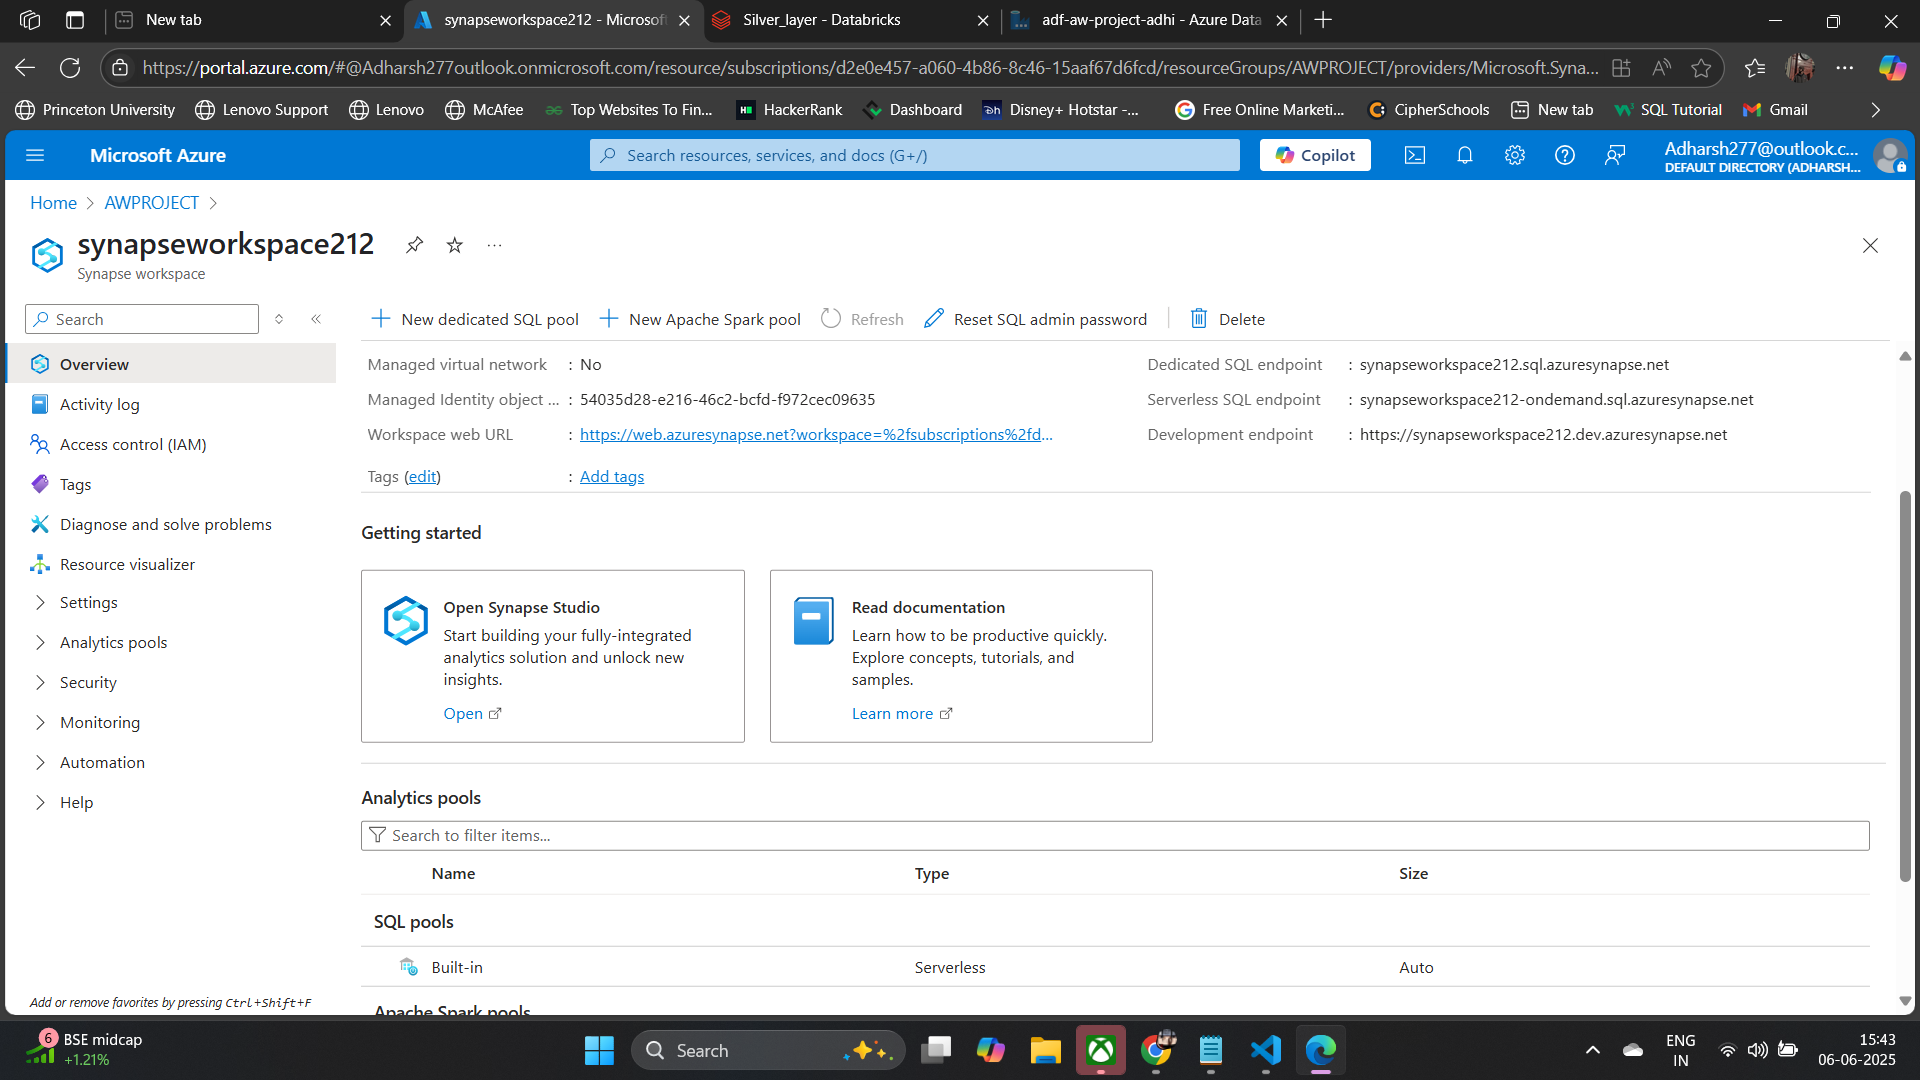 New tab
synapseworkspace212 - Microsoft
Silver_layer - Databricks
adf-aw-project-adhi - Azure Data
https://portal.azure.com/#@Adharsh277outlook.onmicrosoft.com/resource/subscriptions/d2e0e457-a060-4b86-8c46-15aaf67d6fcd/resourceGroups/AWPROJECT/providers/Microsoft.Syna...
Princeton University
Lenovo Support
Lenovo
McAfee
Top Websites To Fin...
HackerRank
Dashboard
Disney+ Hotstar -...
Free Online Marketi...
CipherSchools
New tab
SQL Tutorial
Gmail
Microsoft Azure
Search resources, services, and docs (G+/)
Copilot
Adharsh277@outlook.c...
DEFAULT DIRECTORY (ADHARSH...
Home > AWPROJECT >
synapseworkspace212
Synapse workspace
Search
New dedicated SQL pool
New Apache Spark pool
Refresh
Reset SQL admin password
Delete
Overview
Activity log
Access control (IAM)
Tags
Diagnose and solve problems
Resource visualizer
Settings
Analytics pools
Security
Monitoring
Automation
Help
Add or remove favorites by pressing Ctrl+Shift+F
Managed virtual network : No
Managed Identity object ... : 54035d28-e216-46c2-bcfd-f972cec09635
Workspace web URL : https://web.azuresynapse.net?workspace=%2fsubscriptions%2fd...
Tags (edit) : Add tags
Dedicated SQL endpoint : synapseworkspace212.sql.azuresynapse.net
Serverless SQL endpoint : synapseworkspace212-ondemand.sql.azuresynapse.net
Development endpoint : https://synapseworkspace212.dev.azuresynapse.net
Getting started
Open Synapse Studio
Start building your fully-integrated
analytics solution and unlock new
insights.
Open
Read documentation
Learn how to be productive quickly.
Explore concepts, tutorials, and
samples.
Learn more
Analytics pools
Search to filter items...
Name Type Size
SQL pools
Built-in Serverless Auto
Apache Spark pools
6
BSE midcap
+1.21%
Search
ENG
IN
15:43
06-06-2025